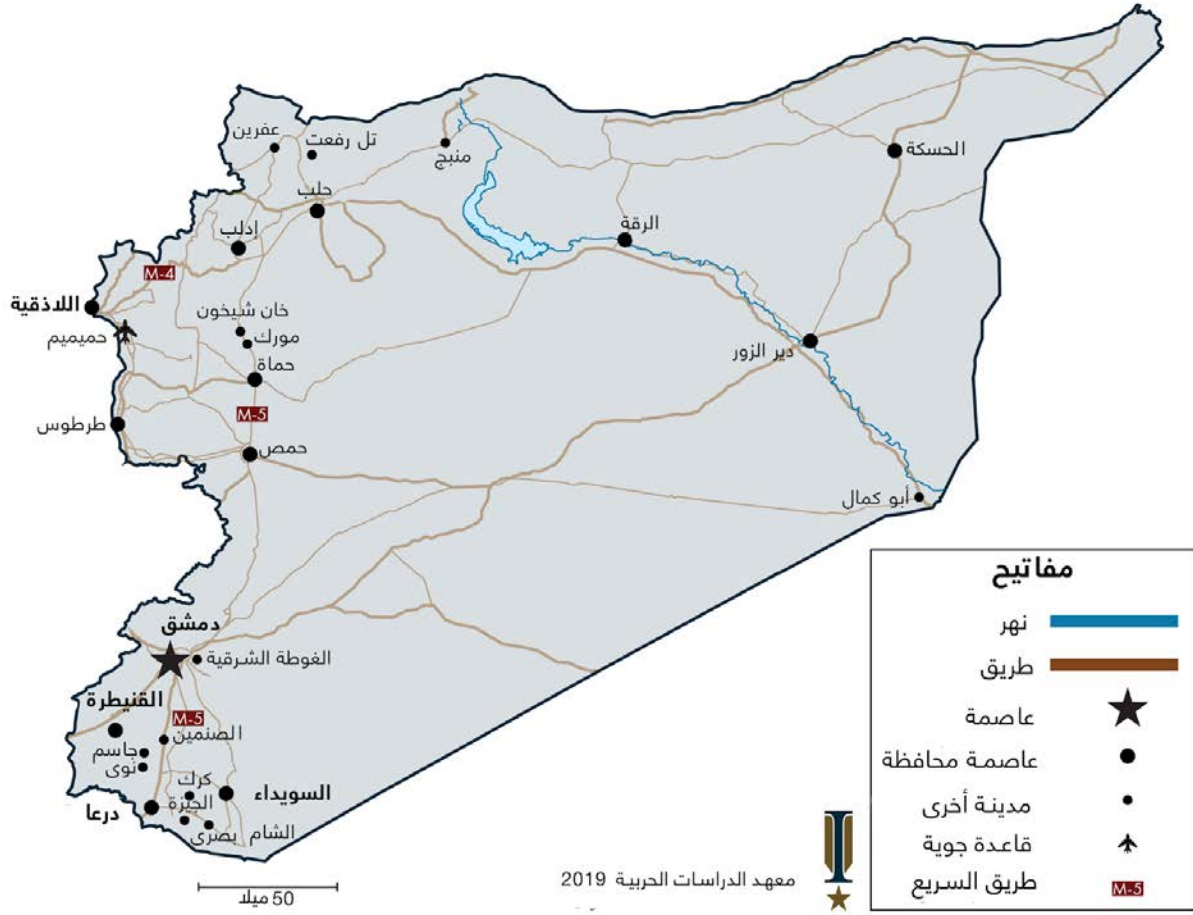 عفرين
تل رفعت
منبج
الحسكة
حلب
إدلب
الرقة
M-4
اللاذقية
خان شيخون
حميميم
مورك
دير الزور
حماة
M-5
طرطوس
حمص
أبو كمال
دمشق
الغوطة الشرقية
القنيطرة
M-5
الصنمين
جاسم
نوى
كرك
السويداء
الجيزة
درعا
الشام بصرى
50 ميلا
مفاتيح
نهر
طريق
عاصمة
عاصمة محافظة
مدينة أخرى
قاعدة جوية
طريق السريع M-5
معهد الدراسات الحربية 2019